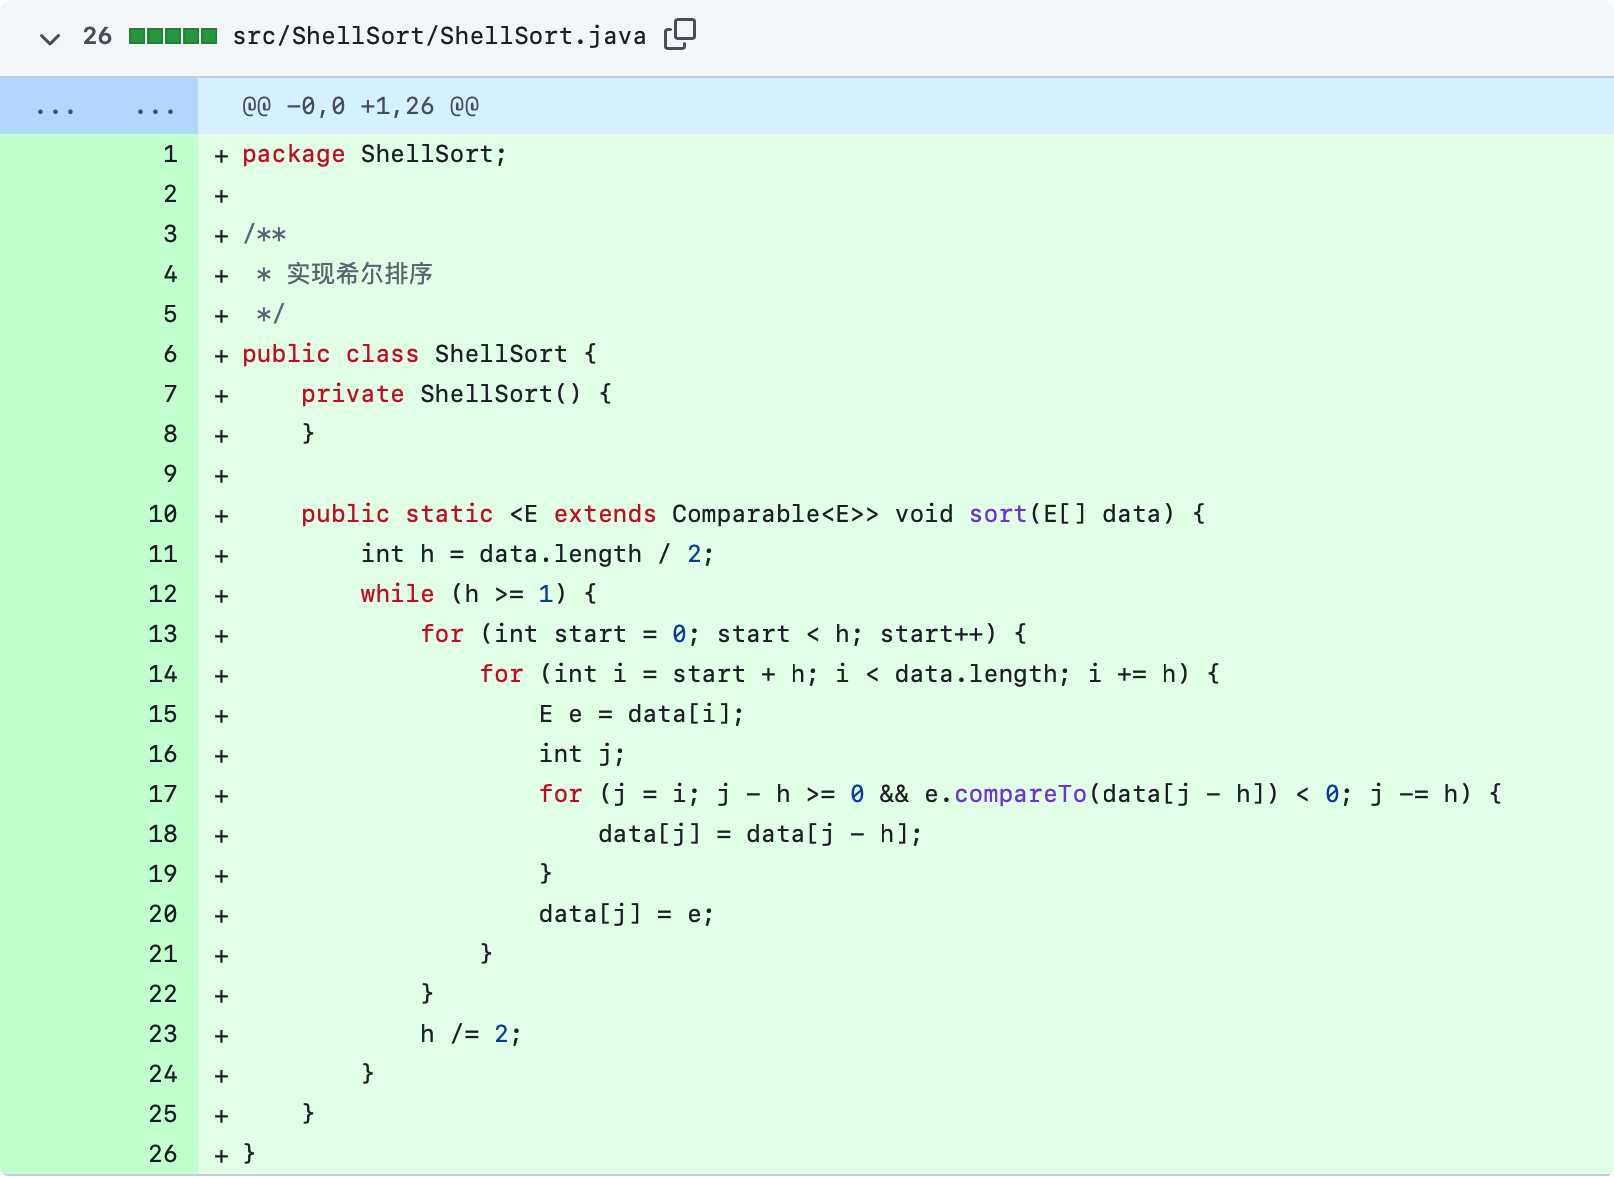 26 src/ShellSort/ShellSort.java
... ... @@ -0,0 +1,26 @@
1 + package ShellSort;
2 +
3 + /**
4 +  * 实现希尔排序
5 +  */
6 + public class ShellSort {
7 +     private ShellSort() {
8 +     }
9 +
10 +     public static <E extends Comparable<E>> void sort(E[] data) {
11 +         int h = data.length / 2;
12 +         while (h >= 1) {
13 +             for (int start = 0; start < h; start++) {
14 +                 for (int i = start + h; i < data.length; i += h) {
15 +                     E e = data[i];
16 +                     int j;
17 +                     for (j = i; j - h >= 0 && e.compareTo(data[j - h]) < 0; j -= h) {
18 +                         data[j] = data[j - h];
19 +                     }
20 +                     data[j] = e;
21 +                 }
22 +             }
23 +             h /= 2;
24 +         }
25 +     }
26 + }